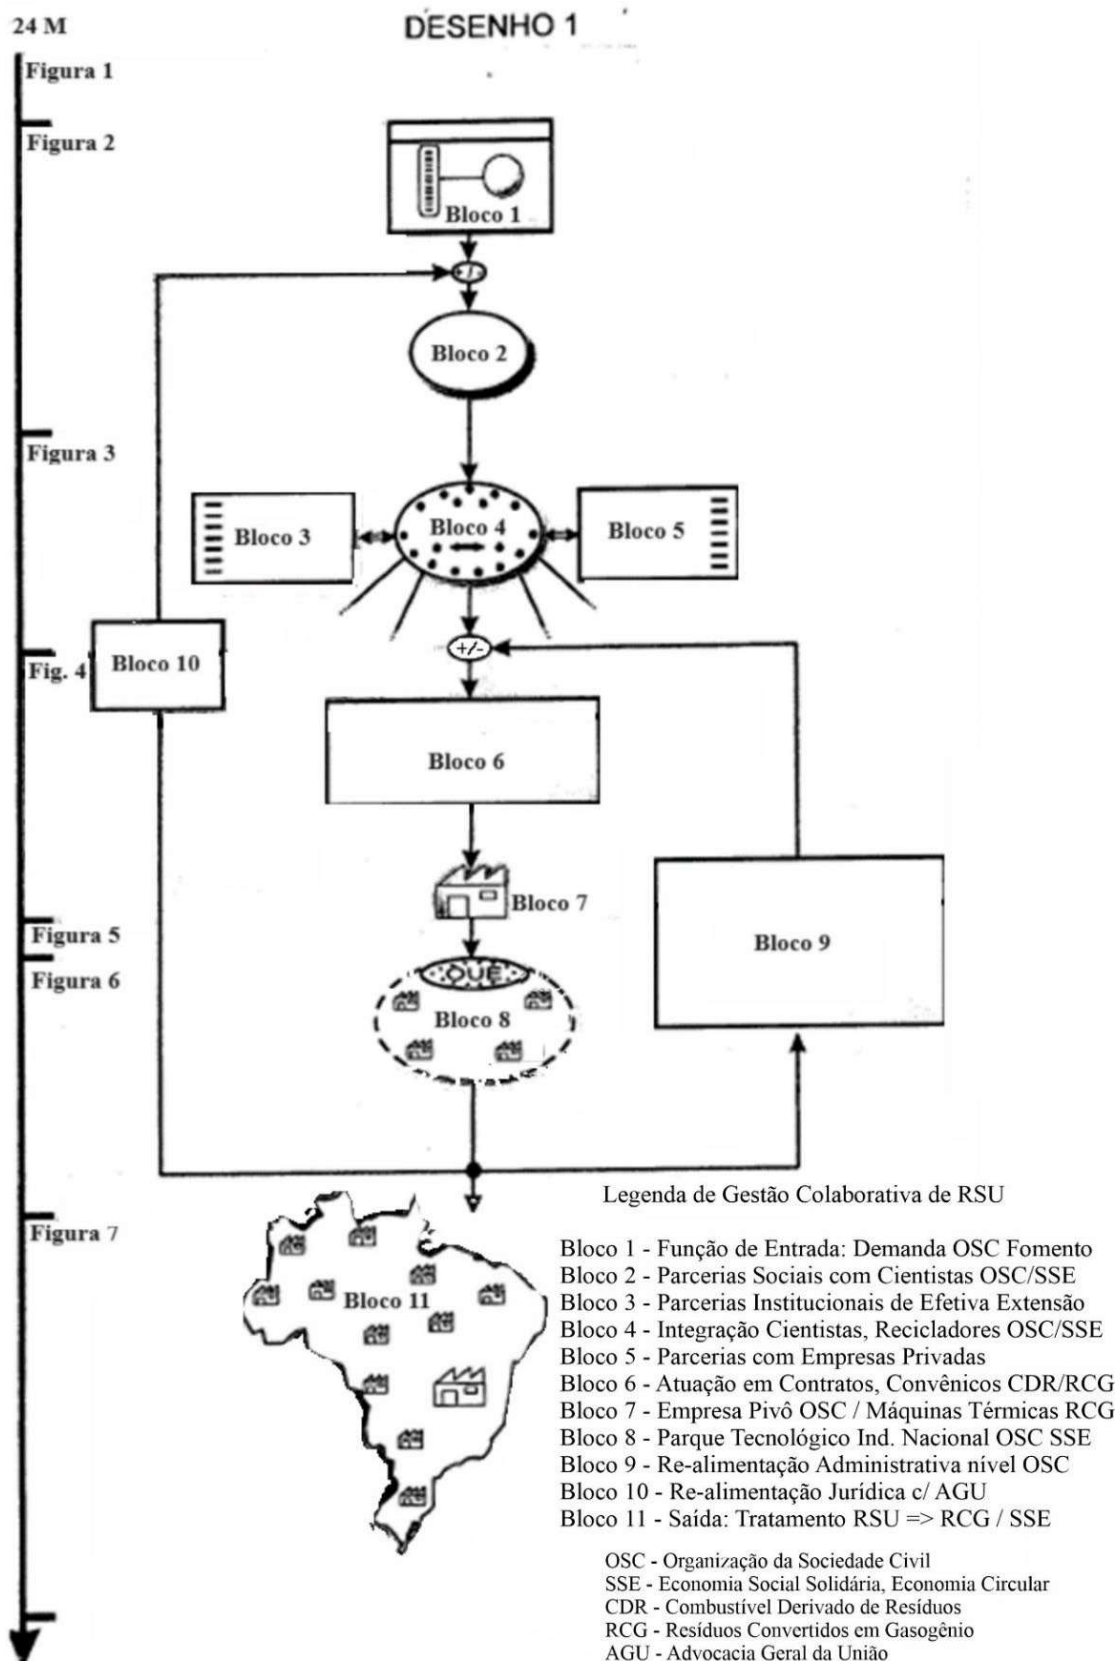 24 M
DESENHO 1
Figura 1
Figura 2
Bloco 1
+/-
Bloco 2
Figura 3
Bloco 3
Bloco 4
Bloco 5
+/-
Fig. 4
Bloco 10
Bloco 6
Bloco 7
Figura 5
Bloco 9
QUE
Figura 6
Bloco 8
Legenda de Gestão Colaborativa de RSU
Figura 7
Bloco 11
Bloco 1 - Função de Entrada: Demanda OSC Fomento
Bloco 2 - Parcerias Sociais com Cientistas OSC/SSE
Bloco 3 - Parcerias Institucionais de Efetiva Extensão
Bloco 4 - Integração Cientistas, Recicladores OSC/SSE
Bloco 5 - Parcerias com Empresas Privadas
Bloco 6 - Atuação em Contratos, Convênicos CDR/RCG
Bloco 7 - Empresa Pivô OSC / Máquinas Térmicas RCG
Bloco 8 - Parque Tecnológico Ind. Nacional OSC SSE
Bloco 9 - Re-alimentação Administrativa nível OSC
Bloco 10 - Re-alimentação Jurídica c/ AGU
Bloco 11 - Saída: Tratamento RSU => RCG / SSE
OSC - Organização da Sociedade Civil
SSE - Economia Social Solidária, Economia Circular
CDR - Combustível Derivado de Resíduos
RCG - Resíduos Convertidos em Gasogênio
AGU - Advocacia Geral da União